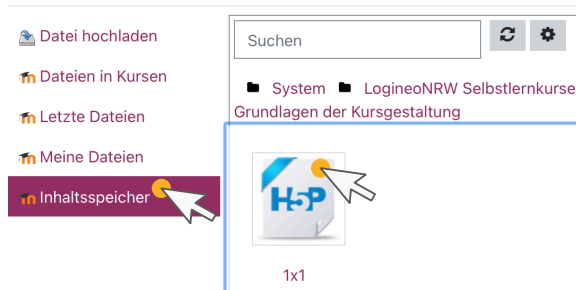 Datei hochladen
Suchen
Dateien in Kursen
System LogineoNRW Selbstlernkurse
Grundlagen der Kursgestaltung
Letzte Dateien
Meine Dateien
Inhaltsspeicher
H5P
1x1